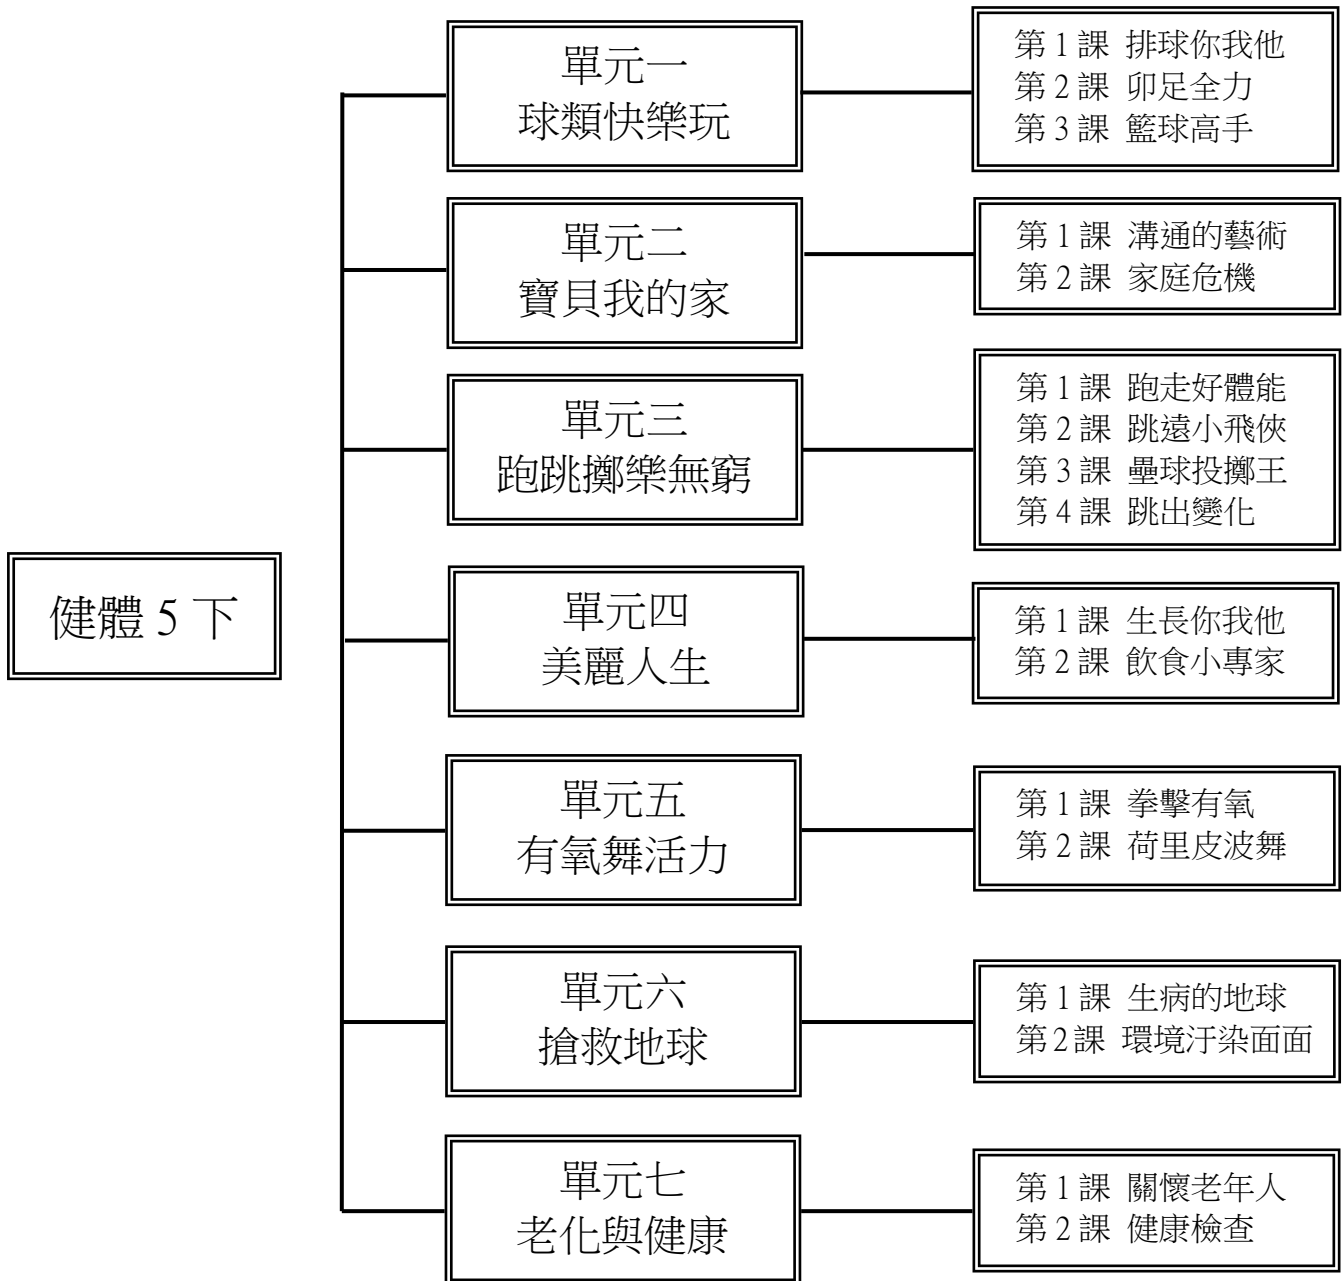 健體 5 下
單元一
球類快樂玩
第 1 課 排球你我他
第 2 課 卯足全力
第 3 課 籃球高手
單元二
寶貝我的家
第 1 課 溝通的藝術
第 2 課 家庭危機
單元三
跑跳擲樂無窮
第 1 課 跑走好體能
第 2 課 跳遠小飛俠
第 3 課 壘球投擲王
第 4 課 跳出變化
單元四
美麗人生
第 1 課 生長你我他
第 2 課 飲食小專家
單元五
有氧舞活力
第 1 課 拳擊有氧
第 2 課 荷里皮波舞
單元六
搶救地球
第 1 課 生病的地球
第 2 課 環境汙染面面
單元七
老化與健康
第 1 課 關懷老年人
第 2 課 健康檢查